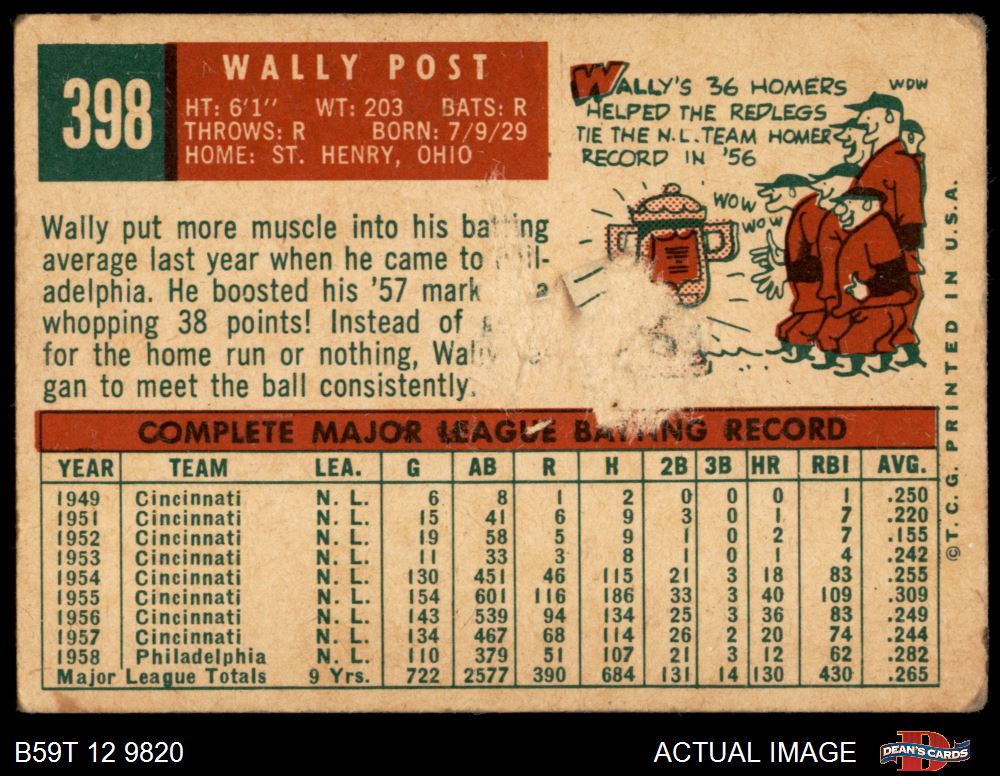 398
WALLY POST
HT: 6'1" WT: 203 BATS: R
THROWS: R BORN: 7/9/29
HOME: ST. HENRY, OHIO
WALLY'S 36 HOMERS
HELPED THE REDLEGS
TIE THE N.L. TEAM HOMER
RECORD IN '56
WOW
WOW
WOW
Wally put more muscle into his batting
average last year when he came to
adelphia. He boosted his '57 mark a
whopping 38 points! Instead of
for the home run or nothing, Wally
gan to meet the ball consistently.
COMPLETE MAJOR LEAGUE BATTING RECORD
YEAR TEAM LEA. G AB R H 2B 3B HR RBI AVG.
1949 Cincinnati N. L. 6 8 1 2 0 0 0 1 .250
1951 Cincinnati N. L. 15 41 6 9 3 0 1 7 .220
1952 Cincinnati N. L. 19 58 5 9 1 0 2 7 .155
1953 Cincinnati N. L. 11 33 3 8 1 0 1 4 .242
1954 Cincinnati N. L. 130 451 46 115 21 3 18 83 .255
1955 Cincinnati N. L. 154 601 116 186 33 3 40 109 .309
1956 Cincinnati N. L. 143 539 94 134 25 3 36 83 .249
1957 Cincinnati N. L. 134 467 68 114 26 2 20 74 .244
1958 Philadelphia N. L. 110 379 51 107 21 3 12 62 .282
Major League Totals 9 Yrs. 722 2577 390 684 131 14 130 430 .265
©T. C. G. PRINTED IN U.S.A.
B59T 12 9820
ACTUAL IMAGE
DEAN'S CARDS